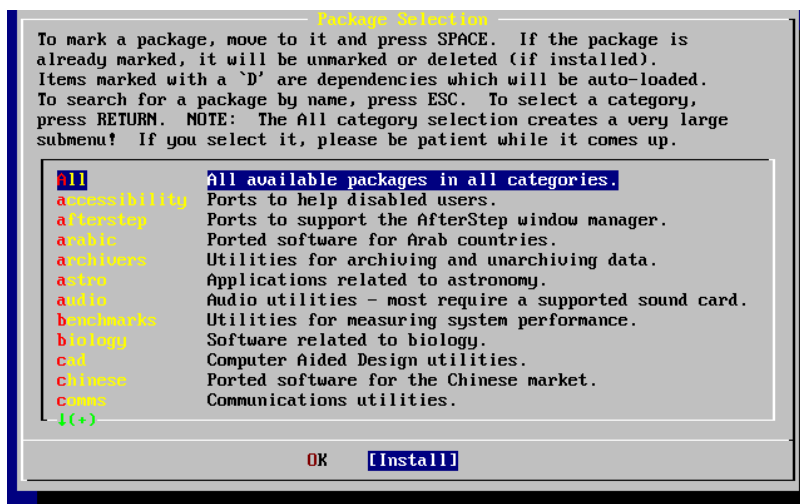 Package Selection
To mark a package, move to it and press SPACE.  If the package is
already marked, it will be unmarked or deleted (if installed).
Items marked with a `D' are dependencies which will be auto-loaded.
To search for a package by name, press ESC.  To select a category,
press RETURN.  NOTE:  The All category selection creates a very large
submenu!  If you select it, please be patient while it comes up.
All All available packages in all categories.
accessibility Ports to help disabled users.
afterstep Ports to support the AfterStep window manager.
arabic Ported software for Arab countries.
archivers Utilities for archiving and unarchiving data.
astro Applications related to astronomy.
audio Audio utilities - most require a supported sound card.
benchmarks Utilities for measuring system performance.
biology Software related to biology.
cad Computer Aided Design utilities.
chinese Ported software for the Chinese market.
comms Communications utilities.
↓(+)
OK [Install]